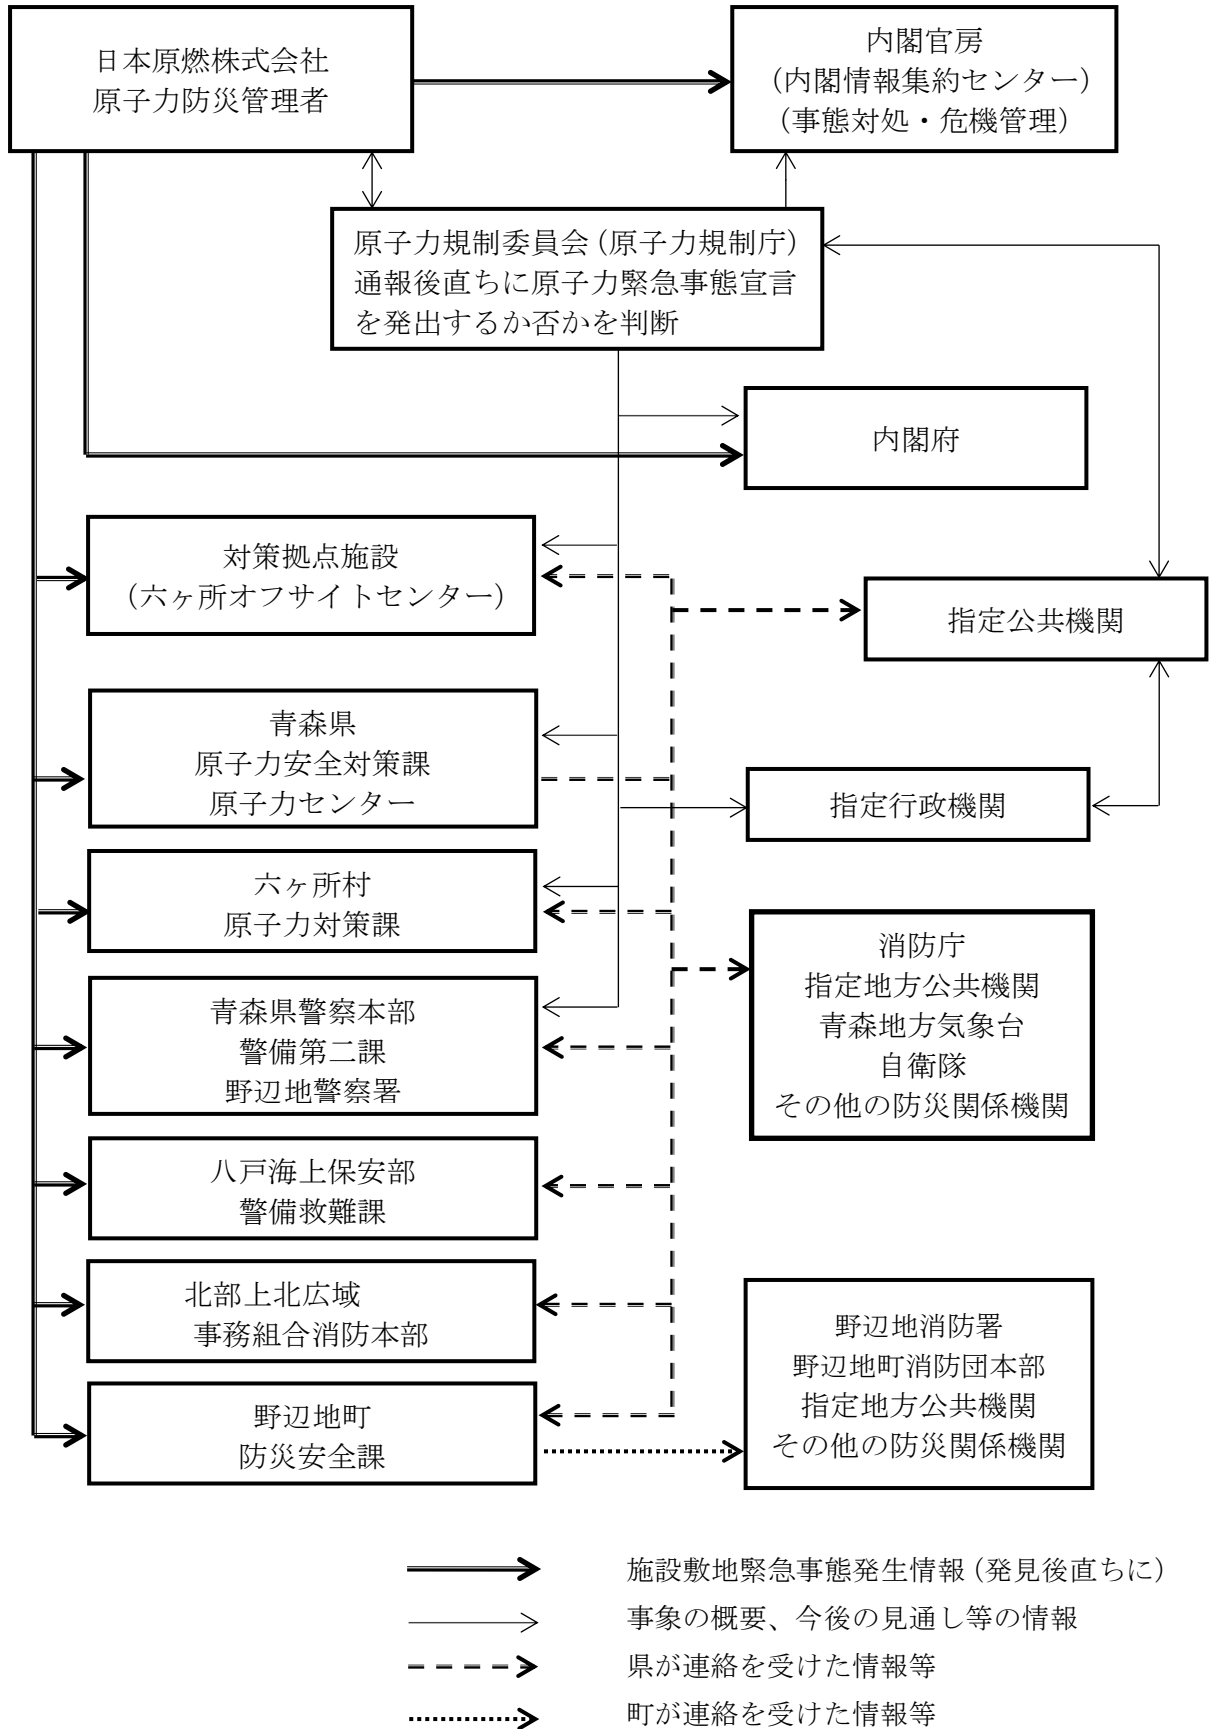 日本原燃株式会社
原子力防災管理者
内閣官房
（内閣情報集約センター）
（事態対処・危機管理）
原子力規制委員会（原子力規制庁）
通報後直ちに原子力緊急事態宣言
を発出するか否かを判断
内閣府
対策拠点施設
（六ヶ所オフサイトセンター）
指定公共機関
青森県
原子力安全対策課
原子力センター
指定行政機関
六ヶ所村
原子力対策課
消防庁
指定地方公共機関
青森地方気象台
自衛隊
その他の防災関係機関
青森県警察本部
警備第二課
野辺地警察署
八戸海上保安部
警備救難課
北部上北広域
事務組合消防本部
野辺地消防署
野辺地町消防団本部
指定地方公共機関
その他の防災関係機関
野辺地町
防災安全課
施設敷地緊急事態発生情報（発見後直ちに）
事象の概要、今後の見通し等の情報
県が連絡を受けた情報等
町が連絡を受けた情報等